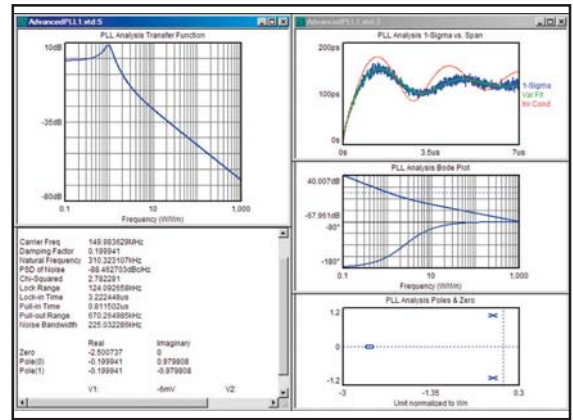 AdvancedPLL1.vtd:5
PLL Analysis Transfer Function
10dB
-35dB
-80dB
0.1 10 1,000
Frequency (W/Wn)
Carrier Freq 149.983629MHz
Damping Factor 0.199941
Natural Frequency 310.323107kHz
PSD of Noise -88.462703dBc/Hz
Chi-Squared 2.782281
Lock Range 124.092658kHz
Lock-in Time 3.222448us
Pull-in Time 0.811502us
Pull-out Range 670.264985kHz
Noise Bandwidth 225.032286kHz
Real Imaginary
Zero -2.500737 0
Pole(0) -0.199941 0.979808
Pole(1) -0.199941 -0.979808
V1: -6mV V2:
AdvancedPLL1.vtd:3
PLL Analysis 1-Sigma vs. Span
200ps
100ps
0s
0s 3.5us 7us
1-Sigma
Var Fit
Ini Cond
PLL Analysis Bode Plot
40.007dB
-67.961dB
-80°
-180°
0.1 10 1,000
Frequency (W/Wn)
PLL Analysis Poles & Zero
1.2
0
-1.2
-3 -1.35 0.3
Unit normalized to Wn